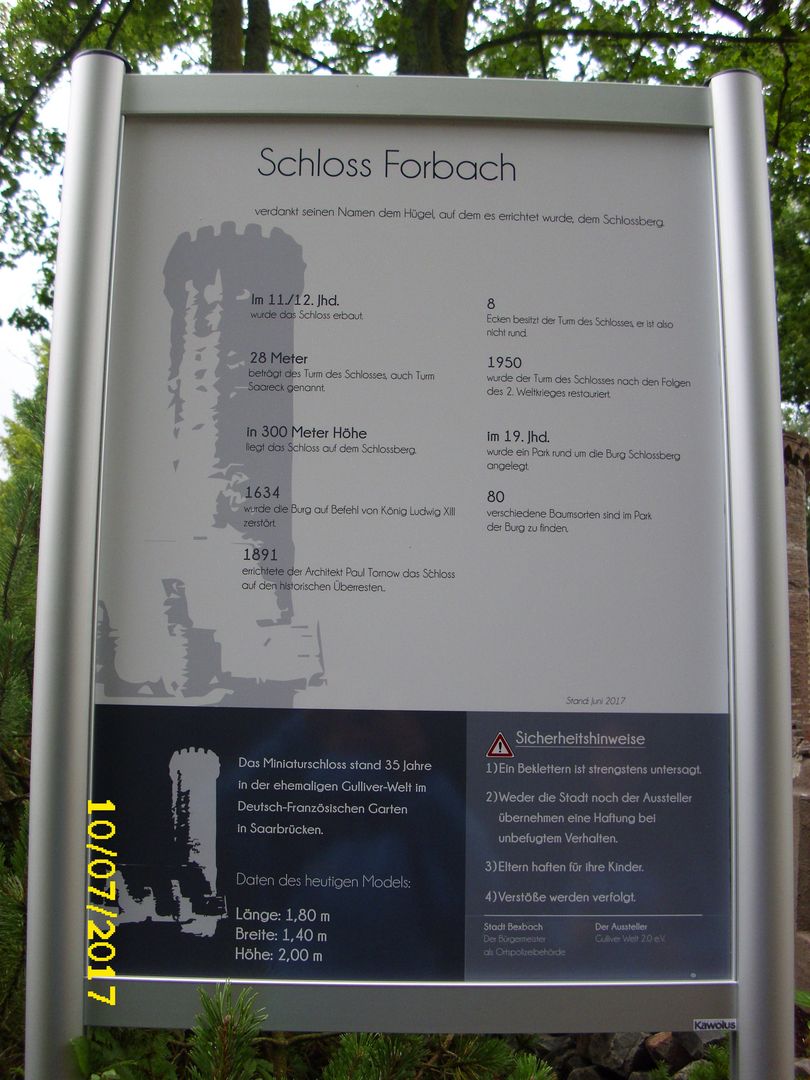 Schloss Forbach
verdankt seinen Namen dem Hügel, auf dem es errichtet wurde, dem Schlossberg.
Im 11./12. Jhd.
wurde das Schloss erbaut.
28 Meter
beträgt des Turm des Schlosses, auch Turm
Saareck genannt.
in 300 Meter Höhe
liegt das Schloss auf dem Schlossberg.
1634
wurde die Burg auf Befehl von König Ludwig XIII
zerstört.
1891
errichtete der Architekt Paul Tornow das Schloss
auf den historischen Überresten..
8
Ecken besitzt der Turm des Schlosses, er ist also
nicht rund.
1950
wurde der Turm des Schlosses nach den Folgen
des 2. Weltkrieges restauriert.
im 19. Jhd.
wurde ein Park rund um die Burg Schlossberg
angelegt.
80
verschiedene Baumsorten sind im Park
der Burg zu finden.
Stand: Juni 2017
Das Miniaturschloss stand 35 Jahre
in der ehemaligen Gulliver-Welt im
Deutsch-Französischen Garten
in Saarbrücken.
Daten des heutigen Models:
Länge: 1,80 m
Breite: 1,40 m
Höhe: 2,00 m
Sicherheitshinweise
1) Ein Beklettern ist strengstens untersagt.
2) Weder die Stadt noch der Aussteller
übernehmen eine Haftung bei
unbefugtem Verhalten.
3) Eltern haften für ihre Kinder.
4) Verstöße werden verfolgt.
Stadt Bexbach
Der Bürgermeister
als Ortspolizeibehörde
Der Aussteller
Gulliver Welt 2.0 e.V.
Kawolus
10/07/2017